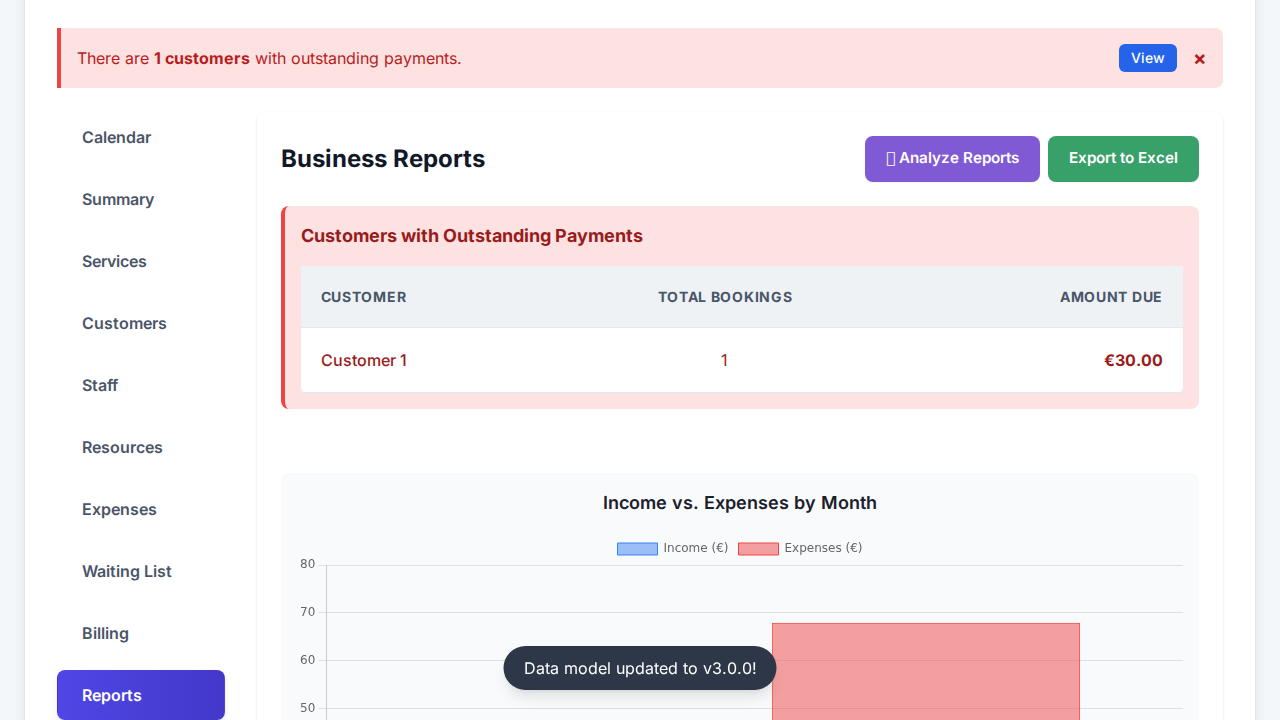 There are 1 customers with outstanding payments.
View
×
Calendar
Summary
Services
Customers
Staff
Resources
Expenses
Waiting List
Billing
Reports
Business Reports
Analyze Reports
Export to Excel
Customers with Outstanding Payments
CUSTOMER TOTAL BOOKINGS AMOUNT DUE
Customer 1 1 €30.00
Income vs. Expenses by Month
Income (€) Expenses (€)
80
70
60
50
Data model updated to v3.0.0!